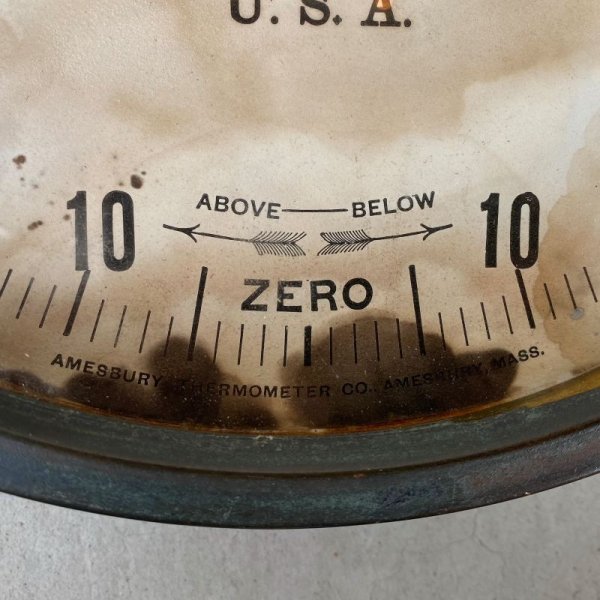 U. S. A.
ABOVE BELOW
10 10
ZERO
AMESBURY THERMOMETER CO., AMESBURY, MASS.